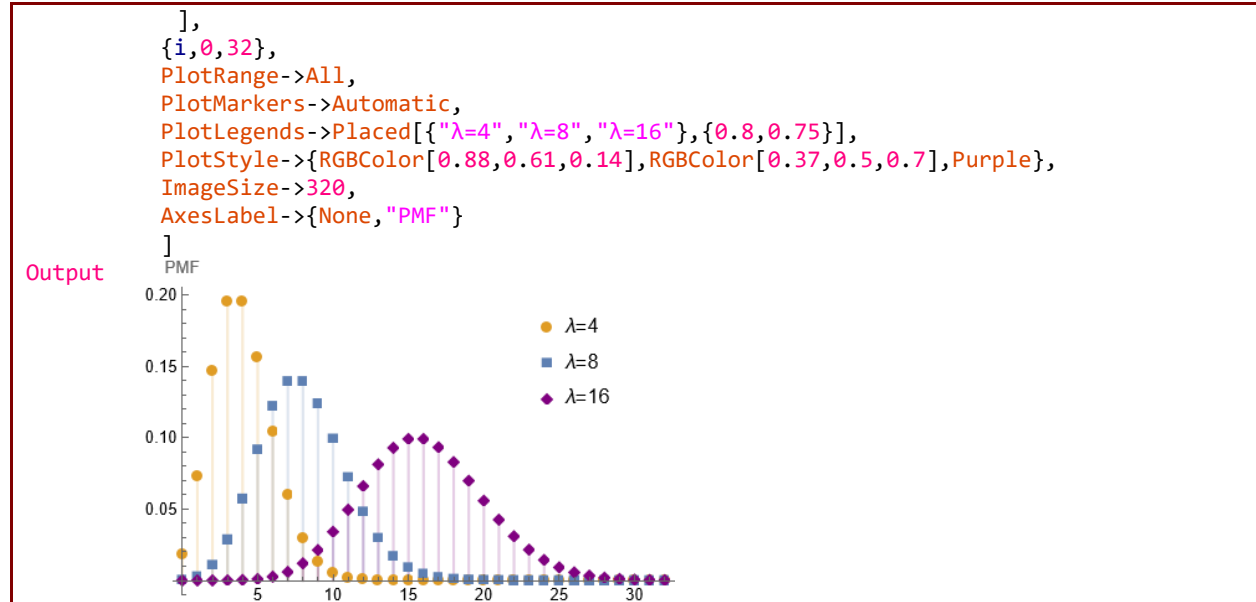 ],
{i,0,32},
PlotRange->All,
PlotMarkers->Automatic,
PlotLegends->Placed[{"λ=4","λ=8","λ=16"},{0.8,0.75}],
PlotStyle->{RGBColor[0.88,0.61,0.14],RGBColor[0.37,0.5,0.7],Purple},
ImageSize->320,
AxesLabel->{None,"PMF"}
]
Output
PMF
0.20
λ=4
0.15
λ=8
λ=16
0.10
0.05
5 10 15 20 25 30